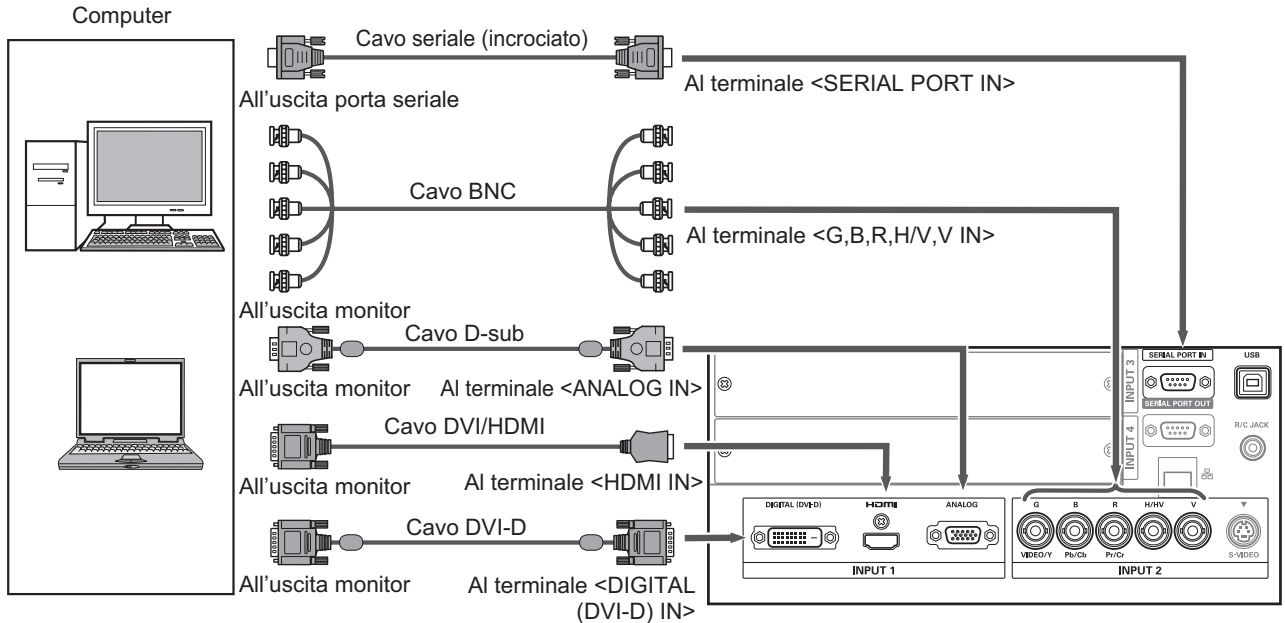 Computer
Cavo seriale (incrociato)
All'uscita porta seriale
Al terminale <SERIAL PORT IN>
Cavo BNC
All'uscita monitor
Al terminale <G,B,R,H/V,V IN>
Cavo D-sub
All'uscita monitor
Al terminale <ANALOG IN>
Cavo DVI/HDMI
All'uscita monitor
Al terminale <HDMI IN>
Cavo DVI-D
All'uscita monitor
Al terminale <DIGITAL
(DVI-D) IN>
INPUT 3
SERIAL PORT IN
USB
SERIAL PORT OUT
INPUT 4
R/C JACK
DIGITAL (DVI-D)
HDMI
ANALOG
INPUT 1
G
B
R
H/HV
V
VIDEO/Y
Pb/Cb
Pr/Cr
S-VIDEO
INPUT 2